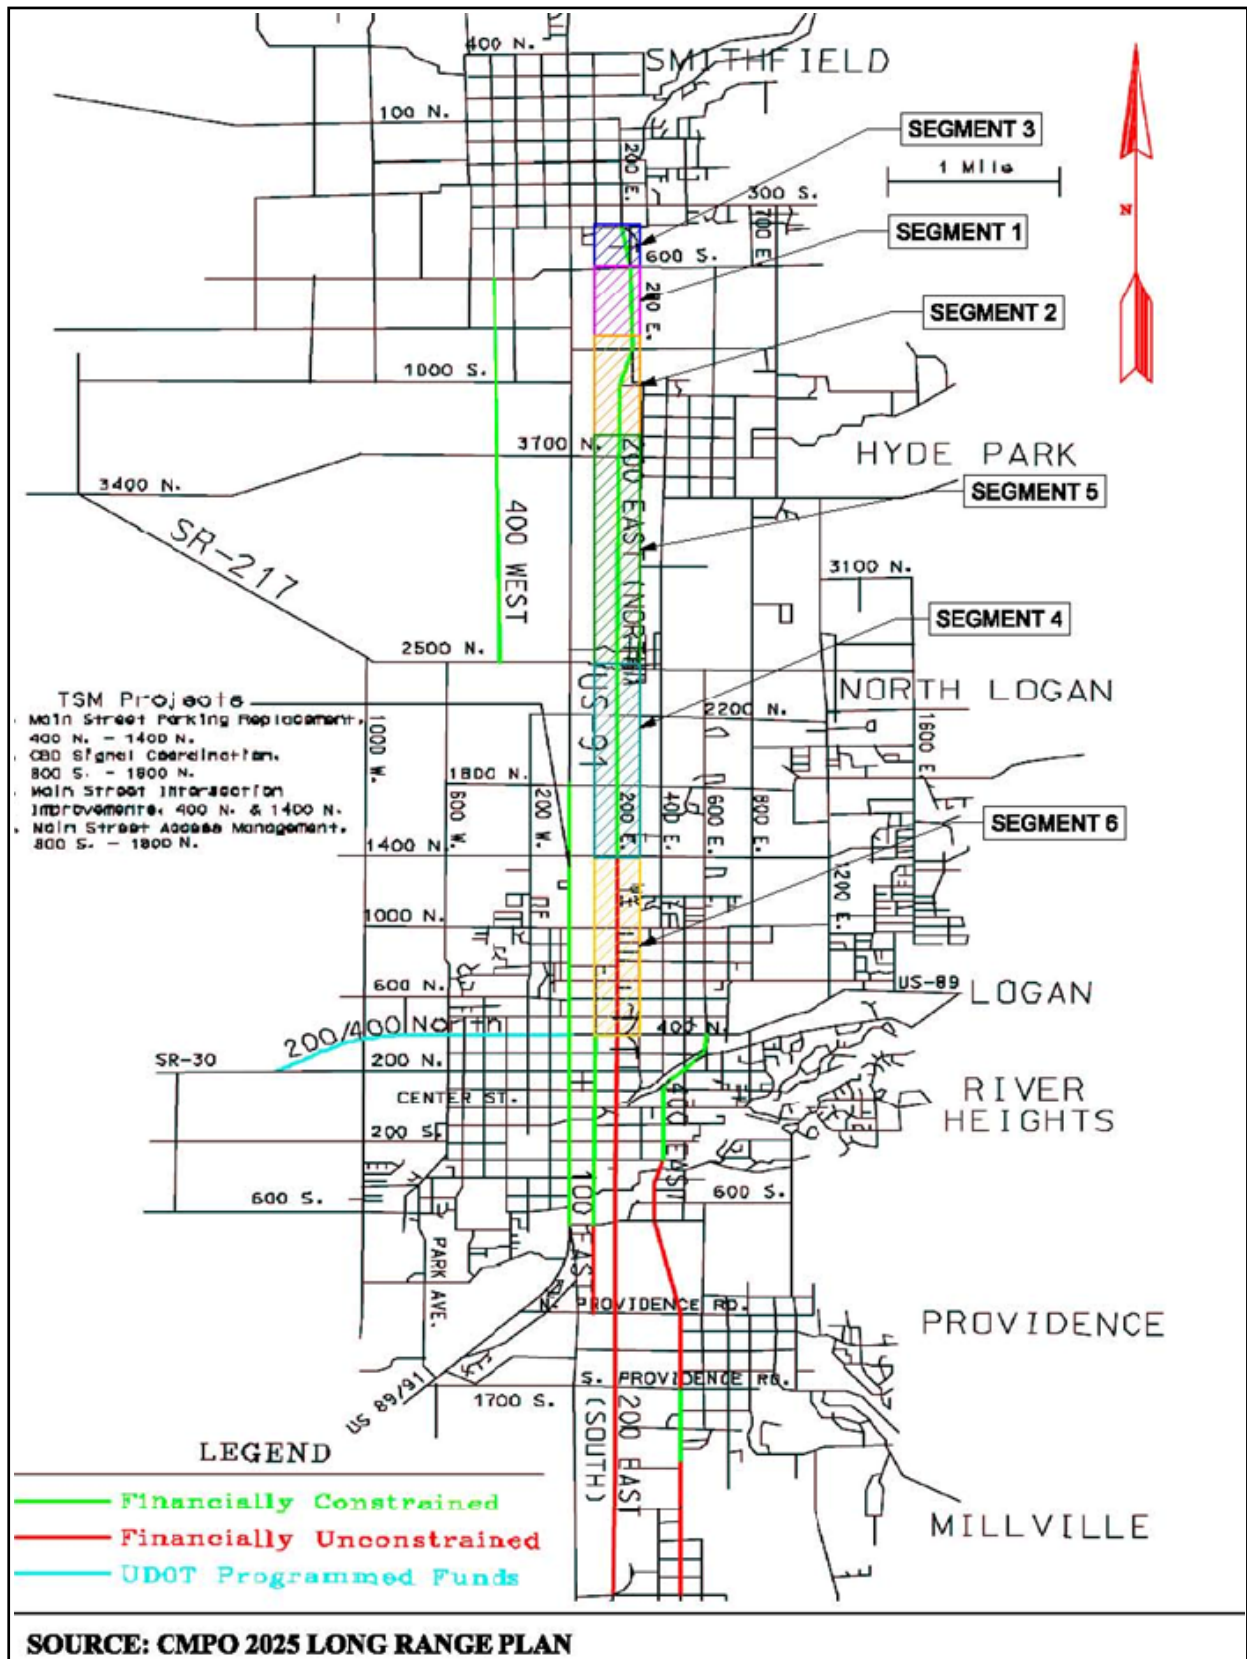 400 N.
SMITHFIELD
100 N.
SEGMENT 3
200 E.
1 Mile
300 S.
700 E.
SEGMENT 1
N
600 S.
200 E.
SEGMENT 2
1000 S.
3700 N.
HYDE PARK
3400 N.
SEGMENT 5
200 EAST (NORTH)
400 WEST
SR-217
3100 N.
SEGMENT 4
2500 N.
(US 91)
NORTH LOGAN
TSM Projects
Main Street Parking Replacement,
400 N. - 1400 N.
CBD Signal Coordination.
800 S. - 1800 N.
Main Street Intersection
Improvements, 400 N. & 1400 N.
Main Street Access Management.
800 S. - 1800 N.
1000 W.
2200 N.
1600 E.
1800 N.
600 W.
200 W.
200 E.
400 E.
600 E.
800 E.
SEGMENT 6
1400 N.
1200 E.
1000 N.
600 N.
US-89
LOGAN
200/400 North
400 N.
SR-30
200 N.
CENTER ST.
RIVER
HEIGHTS
200 S.
400 EAST
100 EAST
600 S.
600 S.
PARK AVE.
N. PROVIDENCE RD.
PROVIDENCE
S. PROVIDENCE RD.
US 89/91
1700 S.
200 EAST
(SOUTH)
LEGEND
Financially Constrained
Financially Unconstrained
MILLVILLE
UDOT Programmed Funds
SOURCE: CMPO 2025 LONG RANGE PLAN